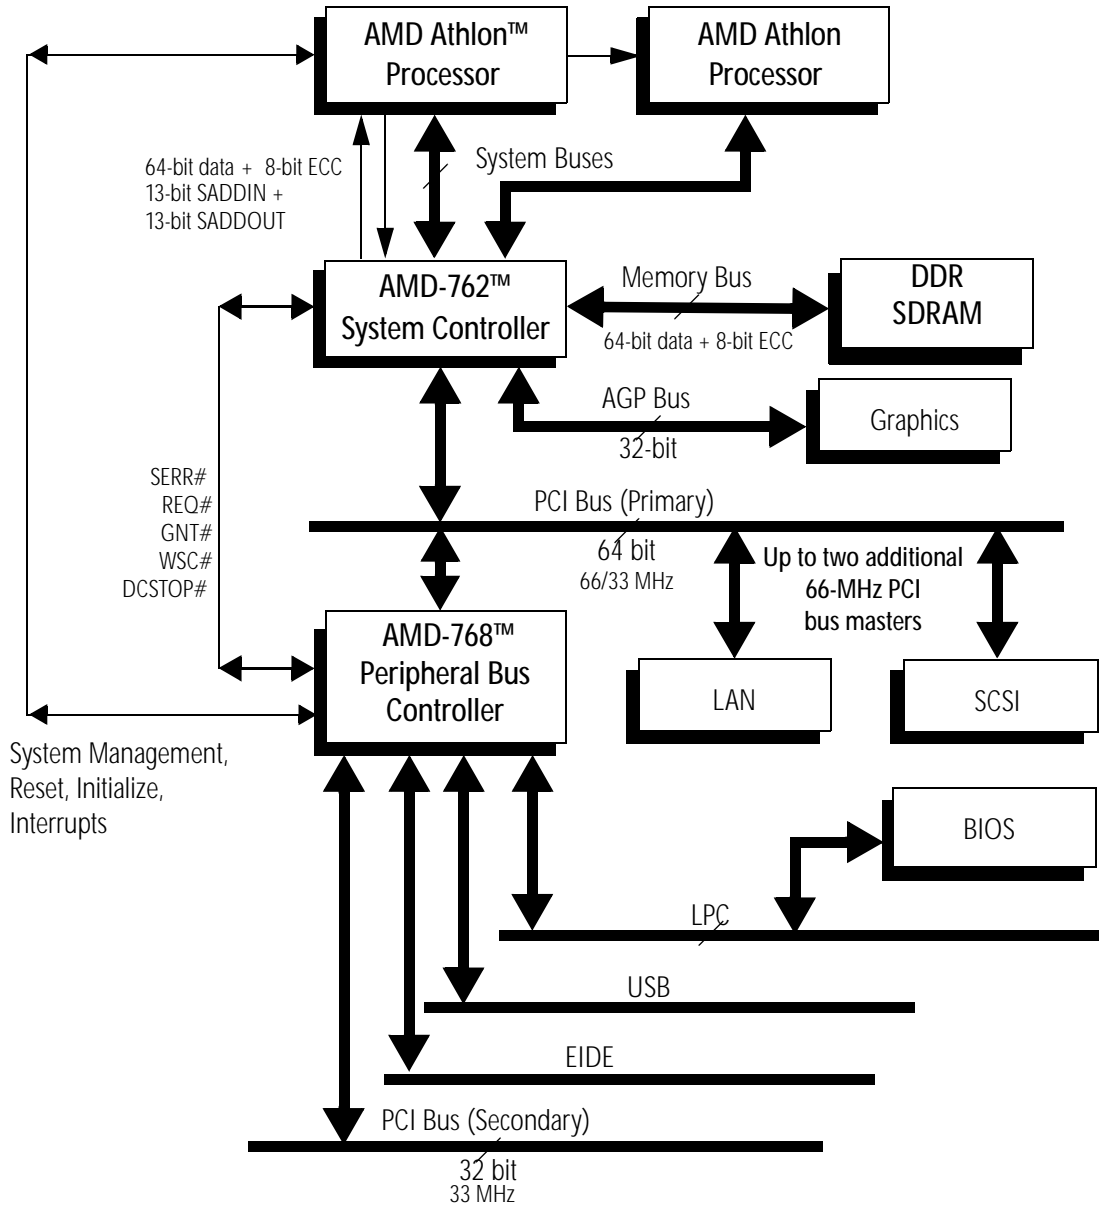 AMD Athlon™
Processor
AMD Athlon
Processor
64-bit data + 8-bit ECC
13-bit SADDIN +
13-bit SADDOUT
System Buses
AMD-762™
System Controller
Memory Bus
64-bit data + 8-bit ECC
DDR
SDRAM
AGP Bus
32-bit
Graphics
SERR#
REQ#
GNT#
WSC#
DCSTOP#
PCI Bus (Primary)
64 bit
66/33 MHz
Up to two additional
66-MHz PCI
bus masters
AMD-768™
Peripheral Bus
Controller
LAN
SCSI
System Management,
Reset, Initialize,
Interrupts
BIOS
LPC
USB
EIDE
PCI Bus (Secondary)
32 bit
33 MHz